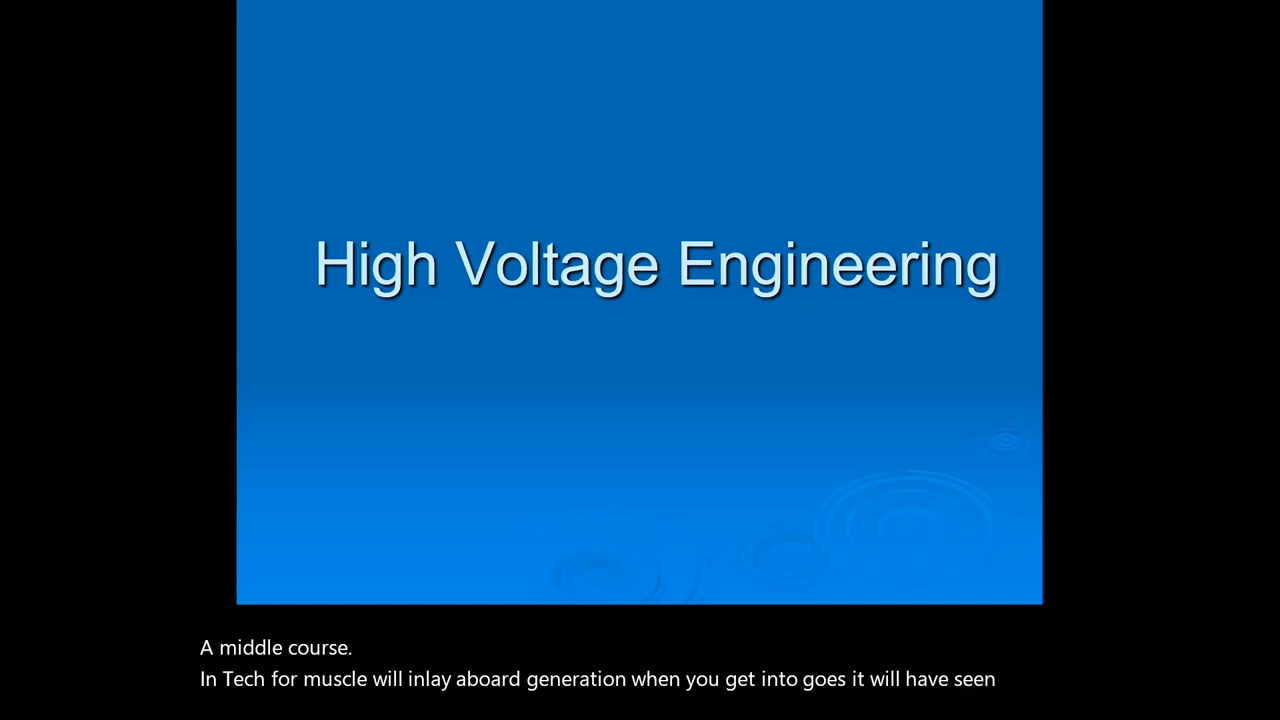 High Voltage Engineering
A middle course.
In Tech for muscle will inlay aboard generation when you get into goes it will have seen